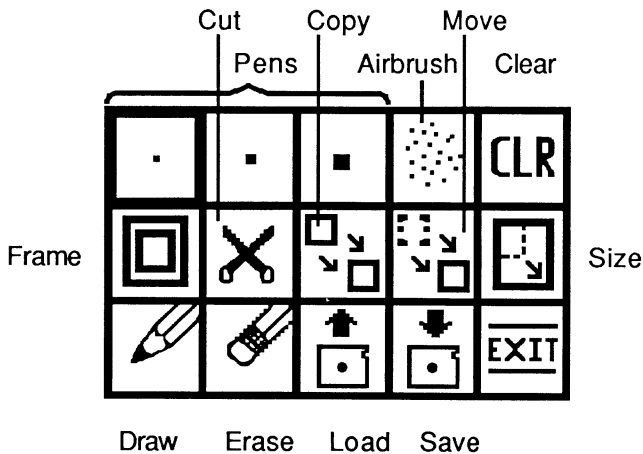 Cut Copy Move
Pens Airbrush Clear
CLR
Frame Size
EXIT
Draw Erase Load Save